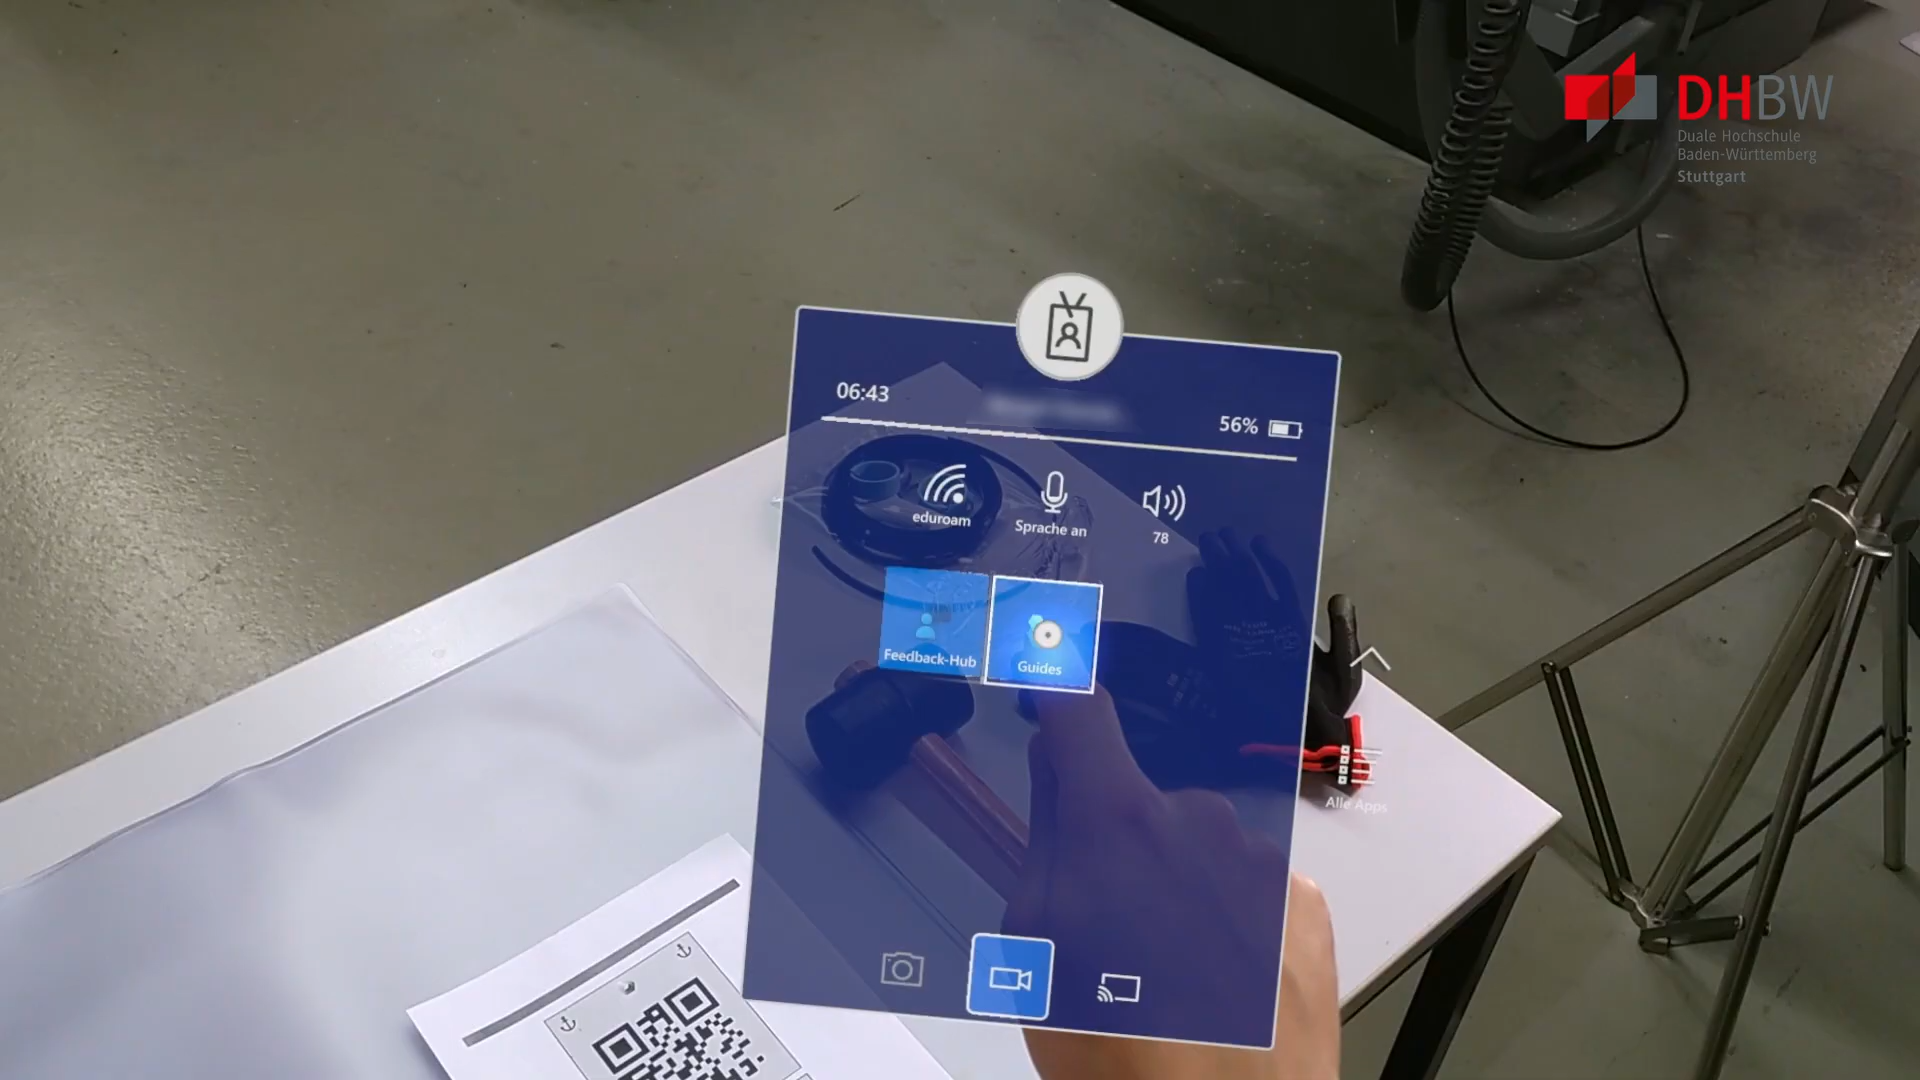 DHBW
Duale Hochschule
Baden-Württemberg
Stuttgart
06:43
56%
eduroam
Sprache an
78
Feedback-Hub
Guides
Alle Apps